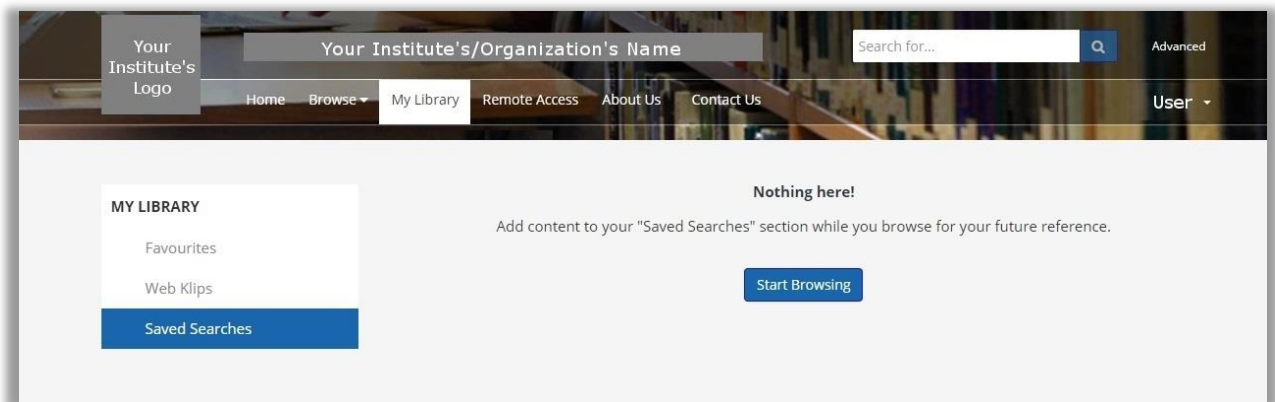 Your
Institute's
Logo
Your Institute's/Organization's Name
Search for...
Advanced
Home Browse My Library Remote Access About Us Contact Us
User
MY LIBRARY
Favourites
Web Klips
Saved Searches
Nothing here!
Add content to your "Saved Searches" section while you browse for your future reference.
Start Browsing